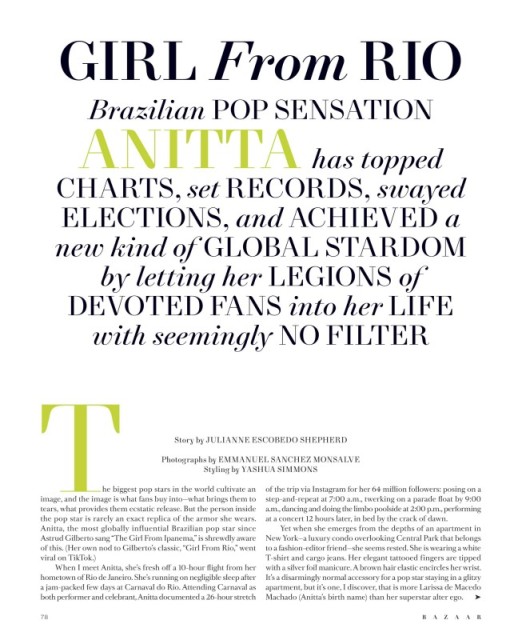 GIRL From RIO
Brazilian POP SENSATION
ANITTA has topped
CHARTS, set RECORDS, swayed
ELECTIONS, and ACHIEVED a
new kind of GLOBAL STARDOM
by letting her LEGIONS of
DEVOTED FANS into her LIFE
with seemingly NO FILTER
Story by JULIANNE ESCOBEDO SHEPHERD
Photographs by EMMANUEL SANCHEZ MONSALVE
Styling by YASHUA SIMMONS
The biggest pop stars in the world cultivate an
image, and the image is what fans buy into—what brings them to
tears, what provides them ecstatic release. But the person inside
the pop star is rarely an exact replica of the armor she wears.
Anitta, the most globally influential Brazilian pop star since
Astrud Gilberto sang “The Girl From Ipanema,” is shrewdly aware
of this. (Her own nod to Gilberto’s classic, “Girl From Rio,” went
viral on TikTok.)
When I meet Anitta, she’s fresh off a 10-hour flight from her
hometown of Rio de Janeiro. She’s running on negligible sleep after
a jam-packed few days at Carnaval do Rio. Attending Carnaval as
both performer and celebrant, Anitta documented a 26-hour stretch
of the trip via Instagram for her 64 million followers: posing on a
step-and-repeat at 7:00 a.m., twerking on a parade float by 9:00
a.m., dancing and doing the limbo poolside at 2:00 p.m., performing
at a concert 12 hours later, in bed by the crack of dawn.
Yet when she emerges from the depths of an apartment in
New York—a luxury condo overlooking Central Park that belongs
to a fashion-editor friend—she seems rested. She is wearing a white
T-shirt and cargo jeans. Her elegant tattooed fingers are tipped
with a silver foil manicure. A brown hair elastic encircles her wrist.
It’s a disarmingly normal accessory for a pop star staying in a glitzy
apartment, but it’s one, I discover, that is more Larissa de Macedo
Machado (Anitta’s birth name) than her superstar alter ego. ➤
78
BAZAAR